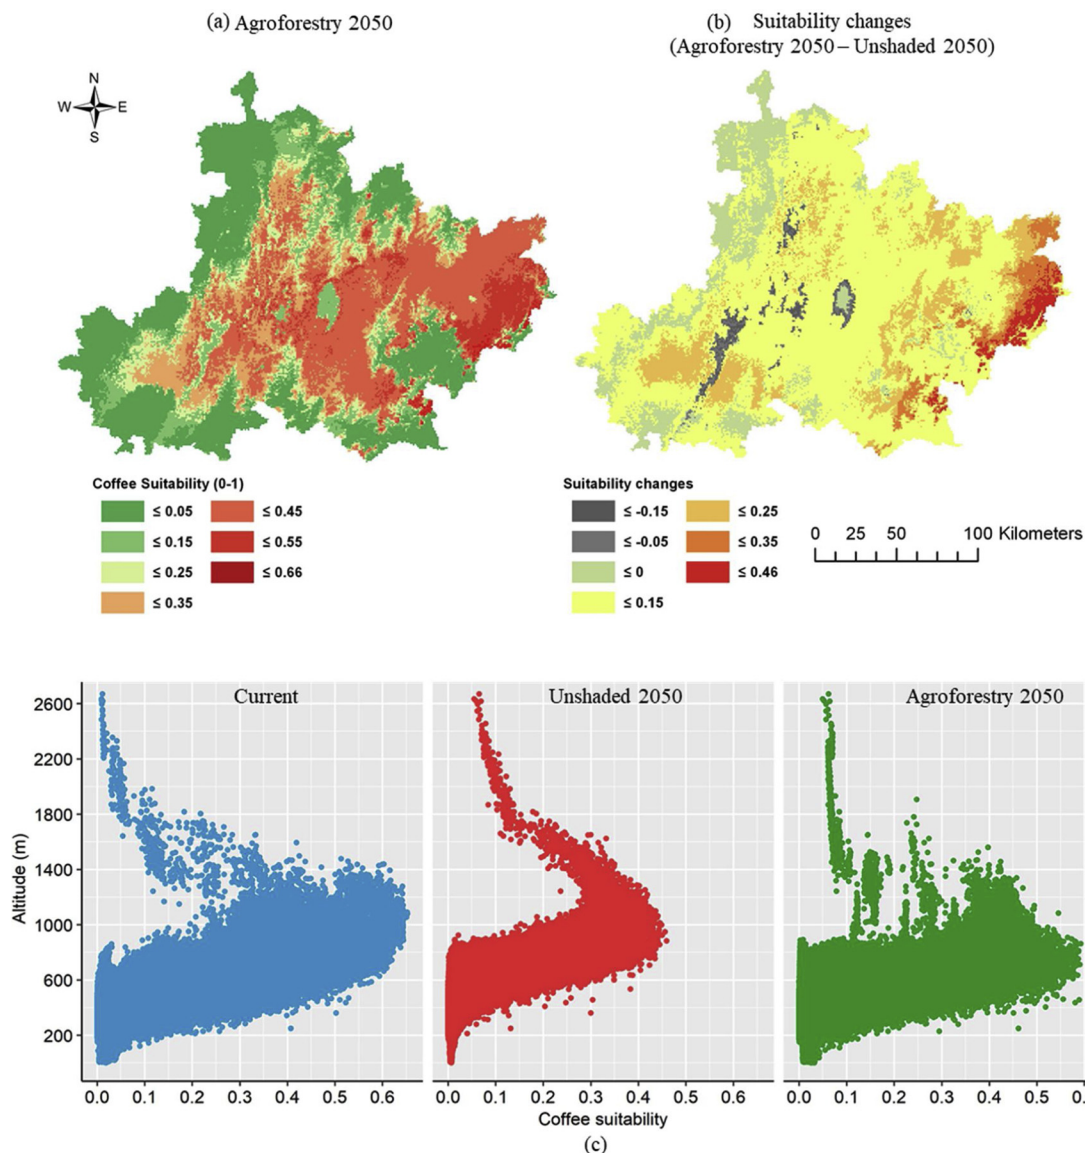 (a) Agroforestry 2050
(b) Suitability changes
(Agroforestry 2050 – Unshaded 2050)
N
W E
S
Coffee Suitability (0-1)
≤ 0.05 ≤ 0.45
≤ 0.15 ≤ 0.55
≤ 0.25 ≤ 0.66
≤ 0.35
Suitability changes
≤ -0.15 ≤ 0.25
≤ -0.05 ≤ 0.35
≤ 0 ≤ 0.46
≤ 0.15
0 25 50 100 Kilometers
Current
Unshaded 2050
Agroforestry 2050
Altitude (m)
2600
2200
1800
1400
1000
600
200
0.0 0.1 0.2 0.3 0.4 0.5 0.6
0.0 0.1 0.2 0.3 0.4 0.5 0.6
0.0 0.1 0.2 0.3 0.4 0.5
Coffee suitability
(c)